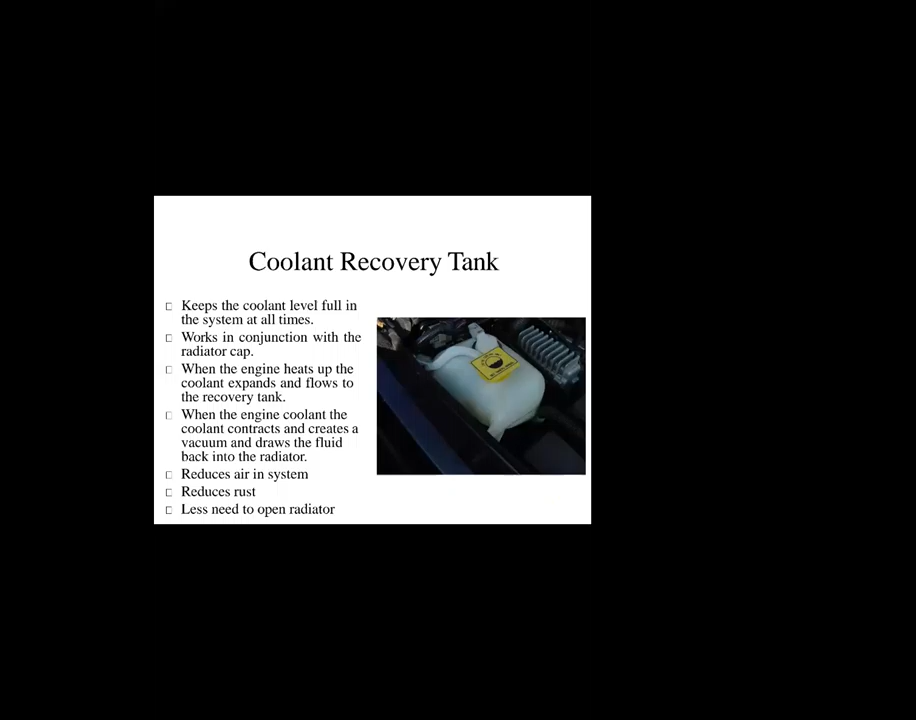 Coolant Recovery Tank
Keeps the coolant level full in
the system at all times.
Works in conjunction with the
radiator cap.
When the engine heats up the
coolant expands and flows to
the recovery tank.
When the engine coolant the
coolant contracts and creates a
vacuum and draws the fluid
back into the radiator.
Reduces air in system
Reduces rust
Less need to open radiator